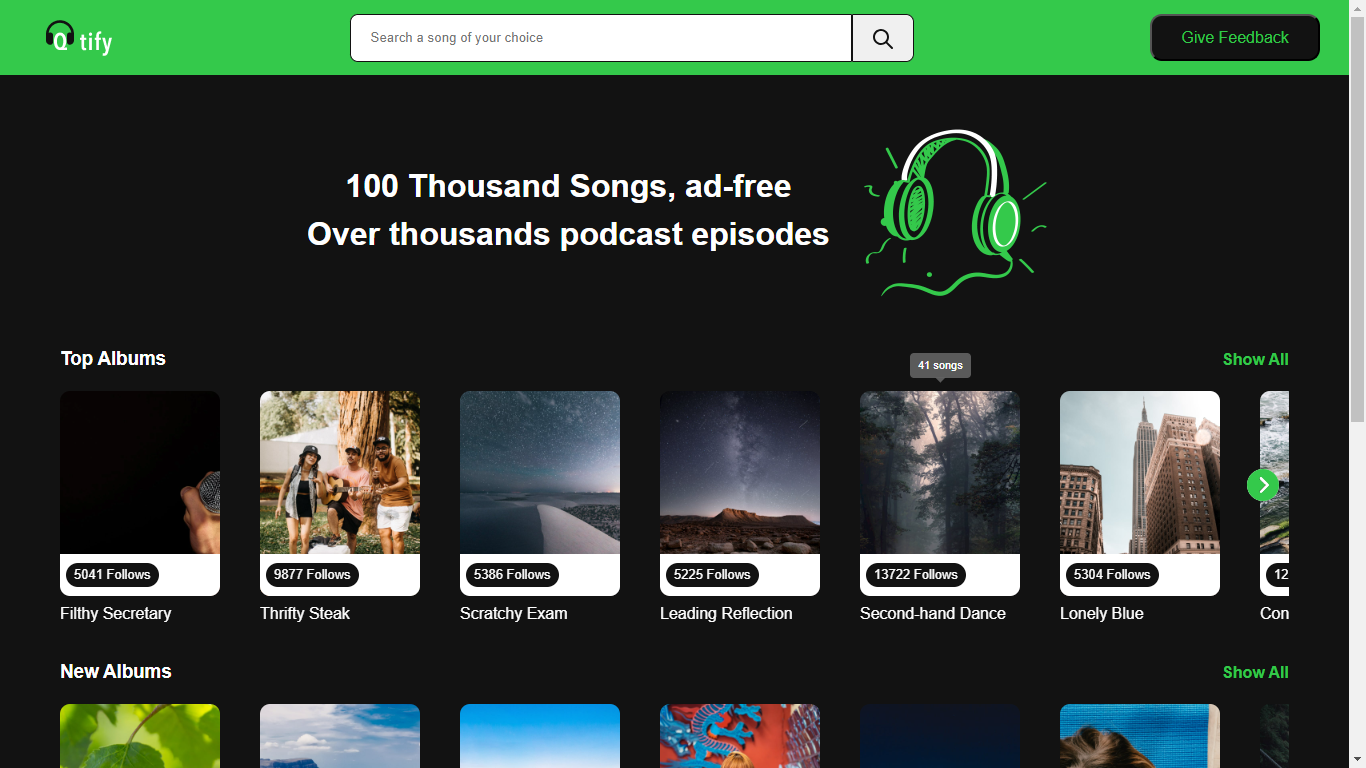 Q tify
Search a song of your choice
Give Feedback
100 Thousand Songs, ad-free
Over thousands podcast episodes
Top Albums
Show All
41 songs
5041 Follows
9877 Follows
5386 Follows
5225 Follows
13722 Follows
5304 Follows
12
Filthy Secretary
Thrifty Steak
Scratchy Exam
Leading Reflection
Second-hand Dance
Lonely Blue
Con
New Albums
Show All